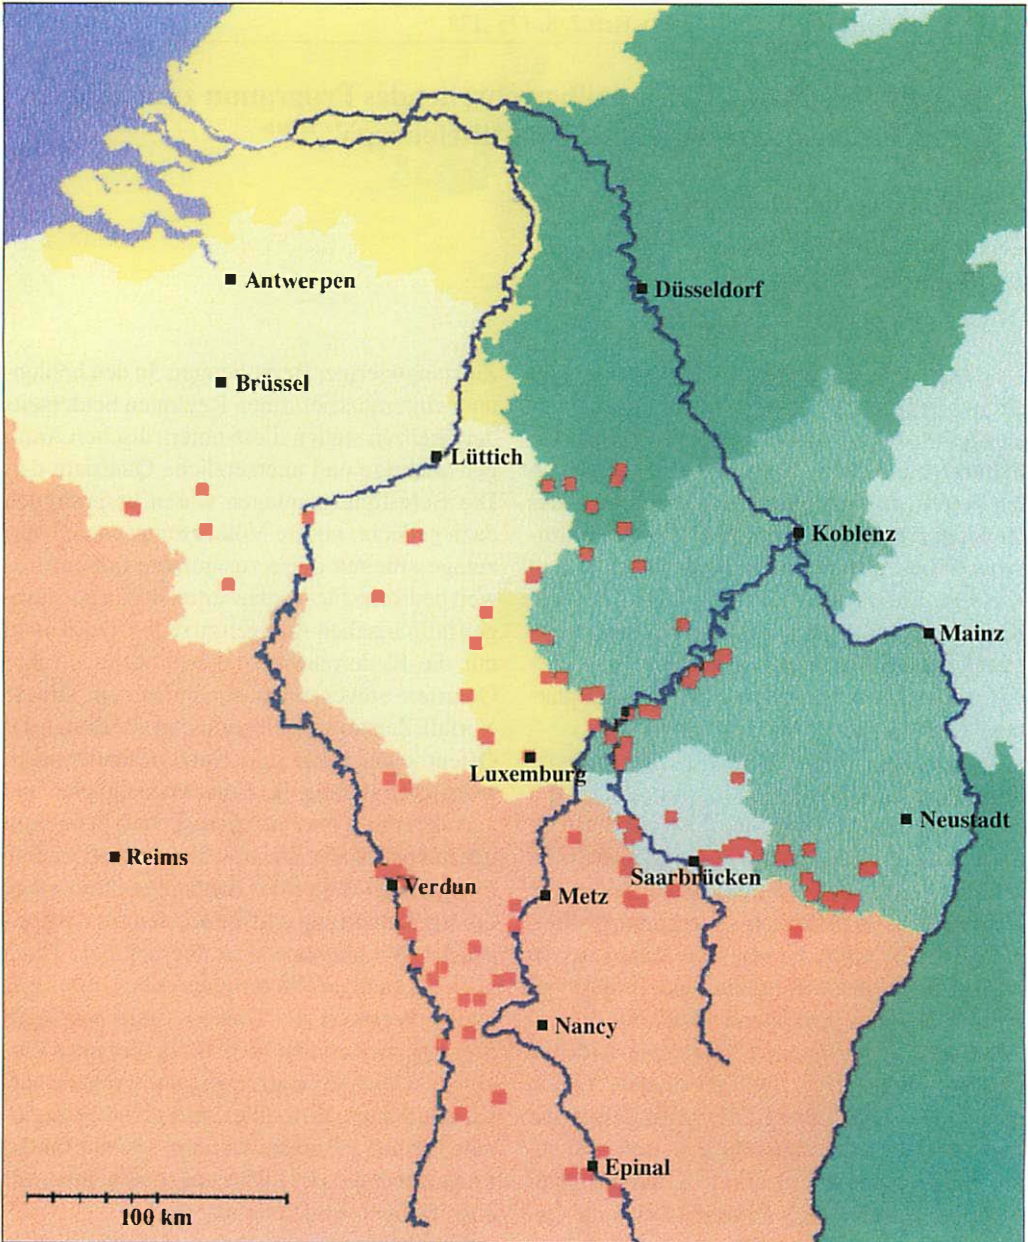 Antwerpen
Düsseldorf
Brüssel
Lüttich
Koblenz
Mainz
Luxemburg
Neustadt
Reims
Saarbrücken
Verdun
Metz
Nancy
Epinal
100 km